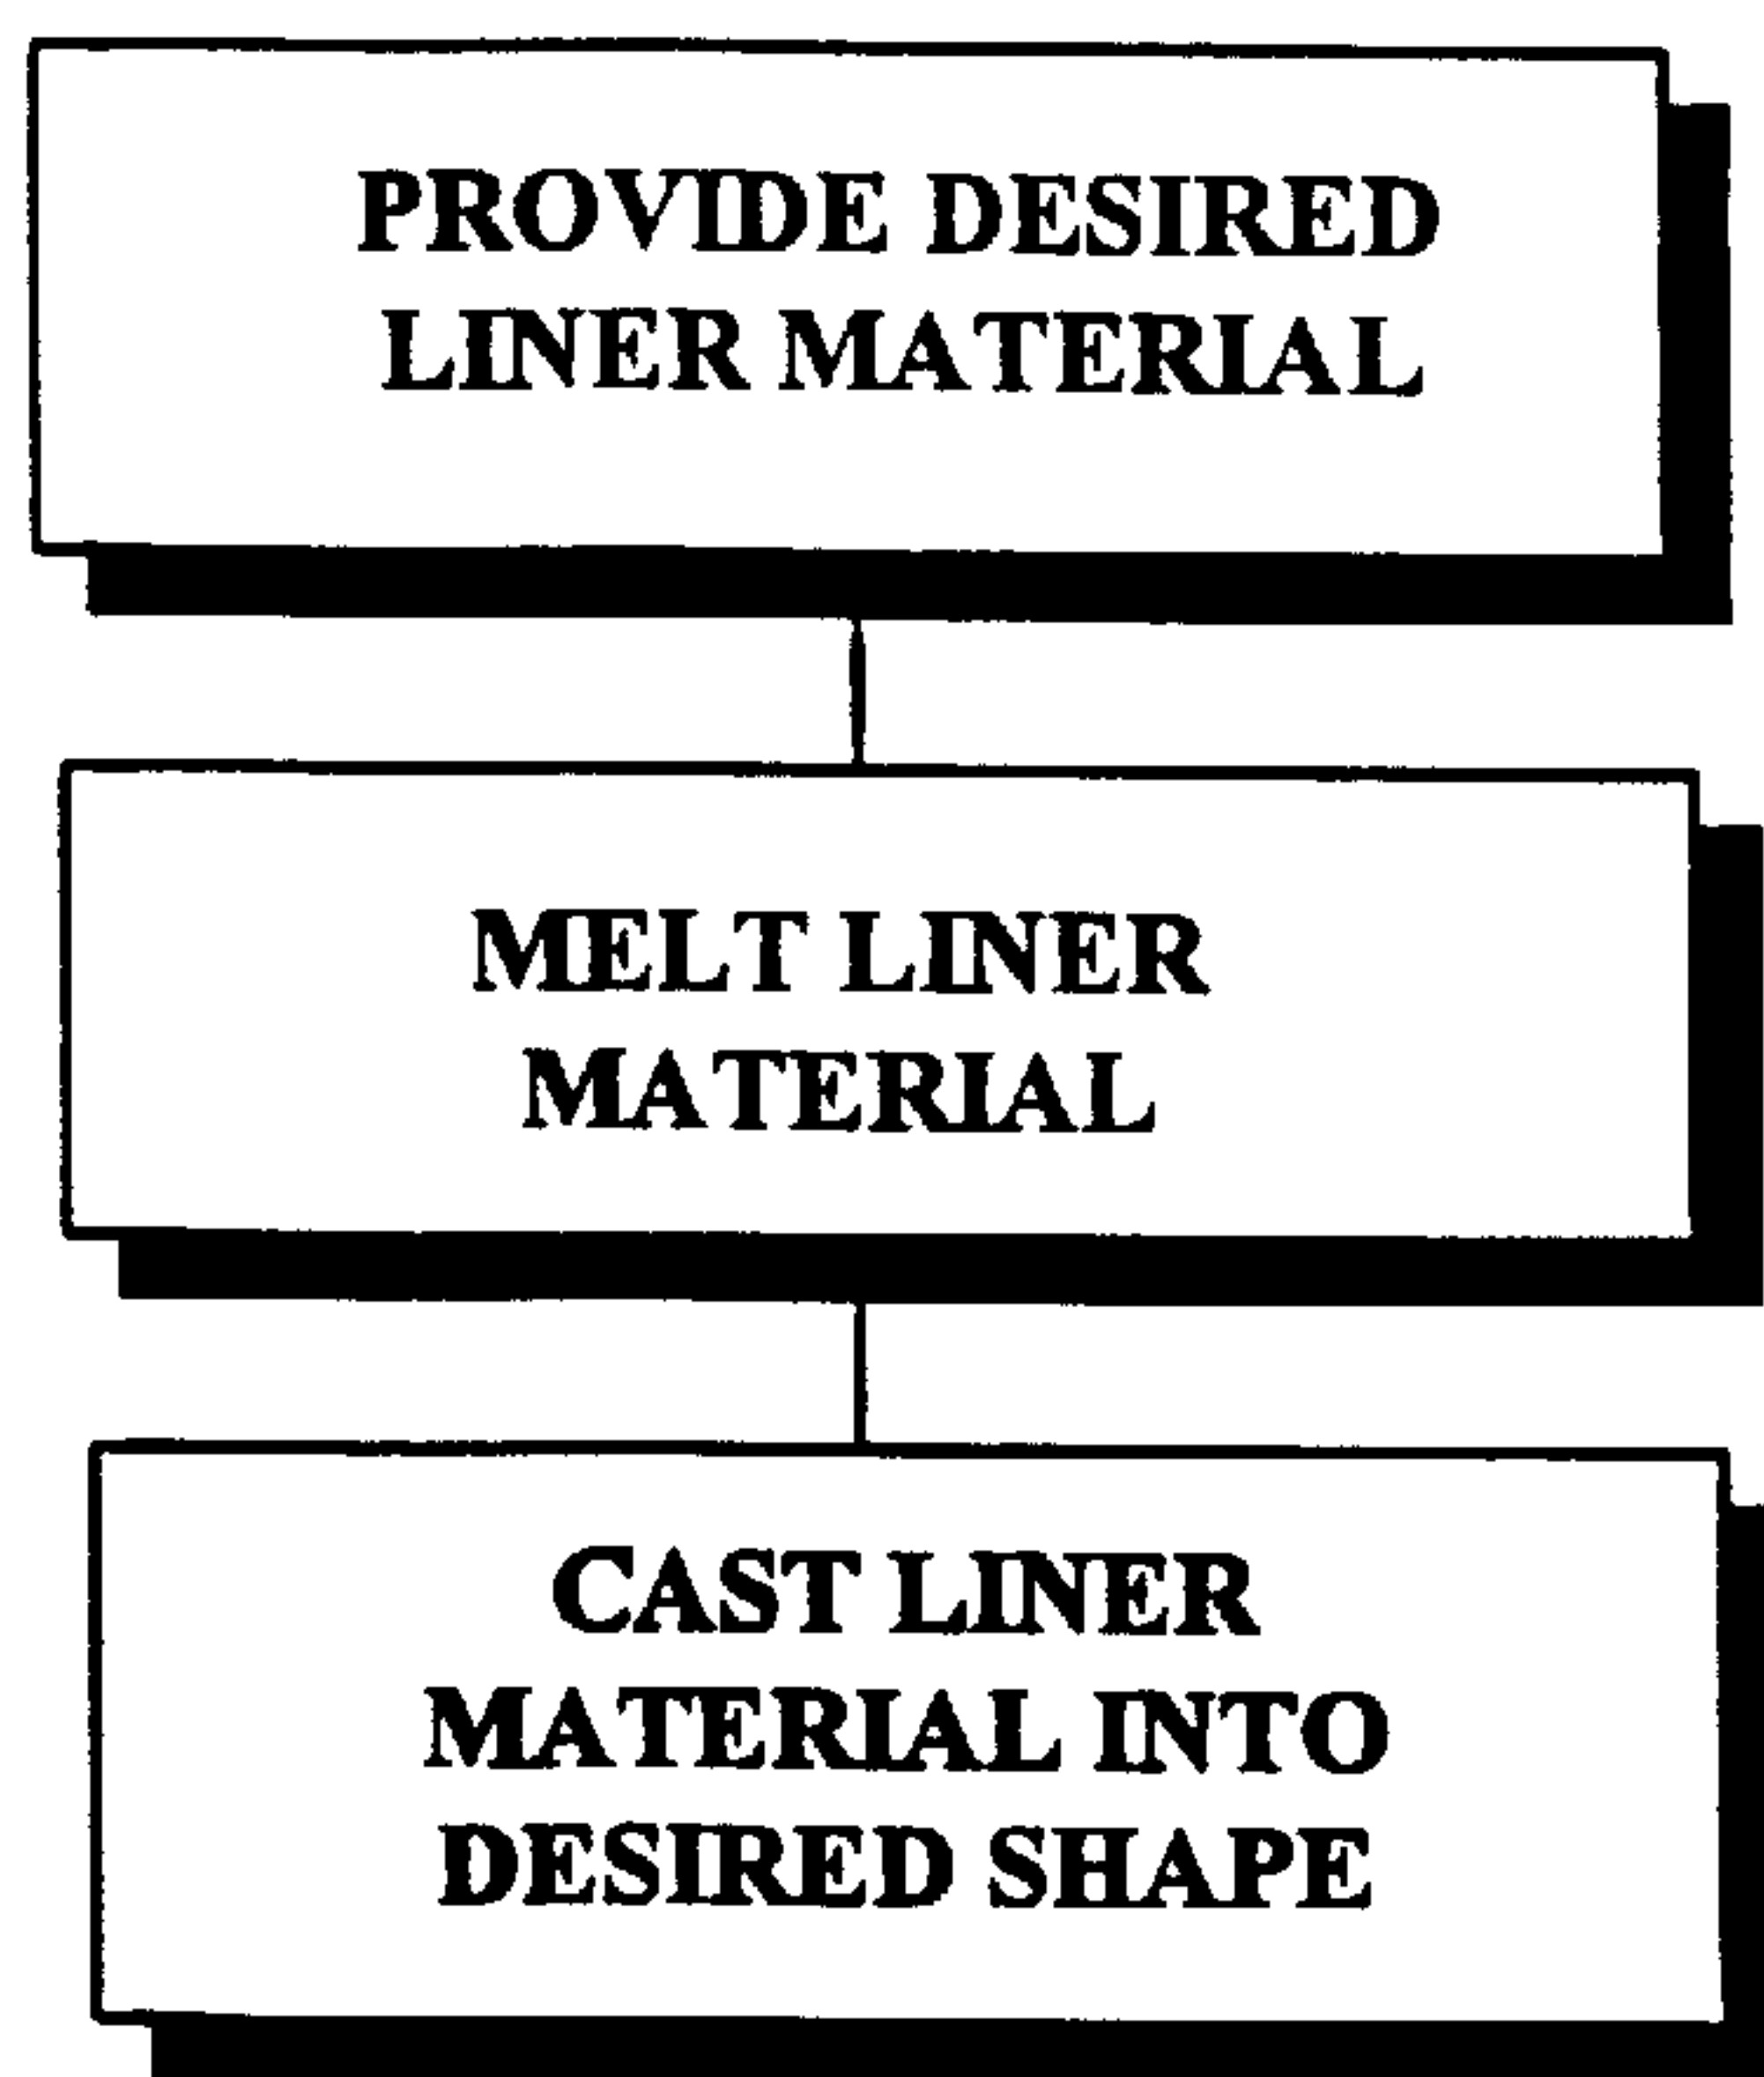 PROVIDE DESIRED
LINER MATERIAL
MELT LINER
MATERIAL
CAST LINER
MATERIAL INTO
DESIRED SHAPE